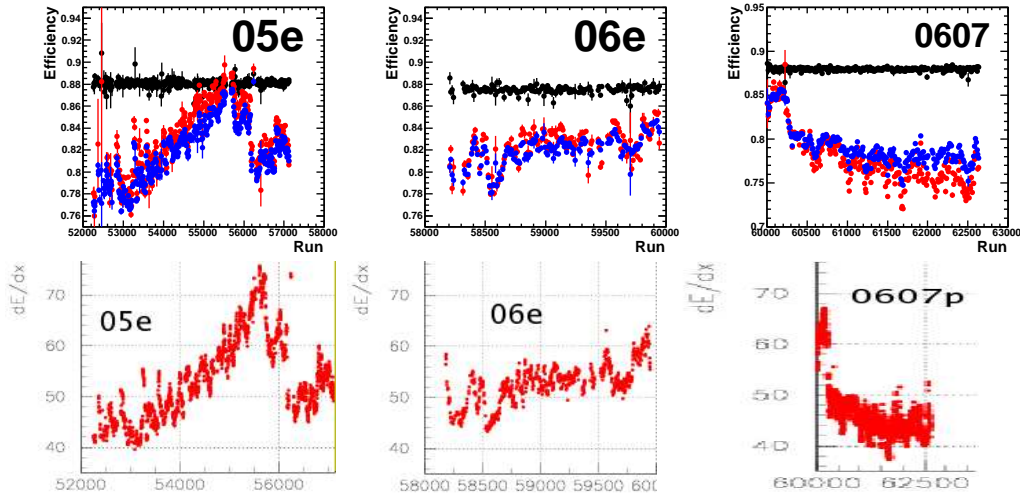 Efficiency
0.94
0.92
0.9
0.88
0.86
0.84
0.82
0.8
0.78
0.76
05e
52000 53000 54000 55000 56000 57000 58000
Run
Efficiency
0.94
0.92
0.9
0.88
0.86
0.84
0.82
0.8
0.78
0.76
06e
58000 58500 59000 59500 60000
Run
Efficiency
0.95
0.9
0.85
0.8
0.75
0.7
0607
60000 60500 61000 61500 62000 62500 63000
Run
dE/dx
70
60
50
40
05e
52000 54000 56000
dE/dx
70
60
50
40
06e
58000 58500 59000 59500 600
dE/dx
70
60
50
40
0607p
60000 62500